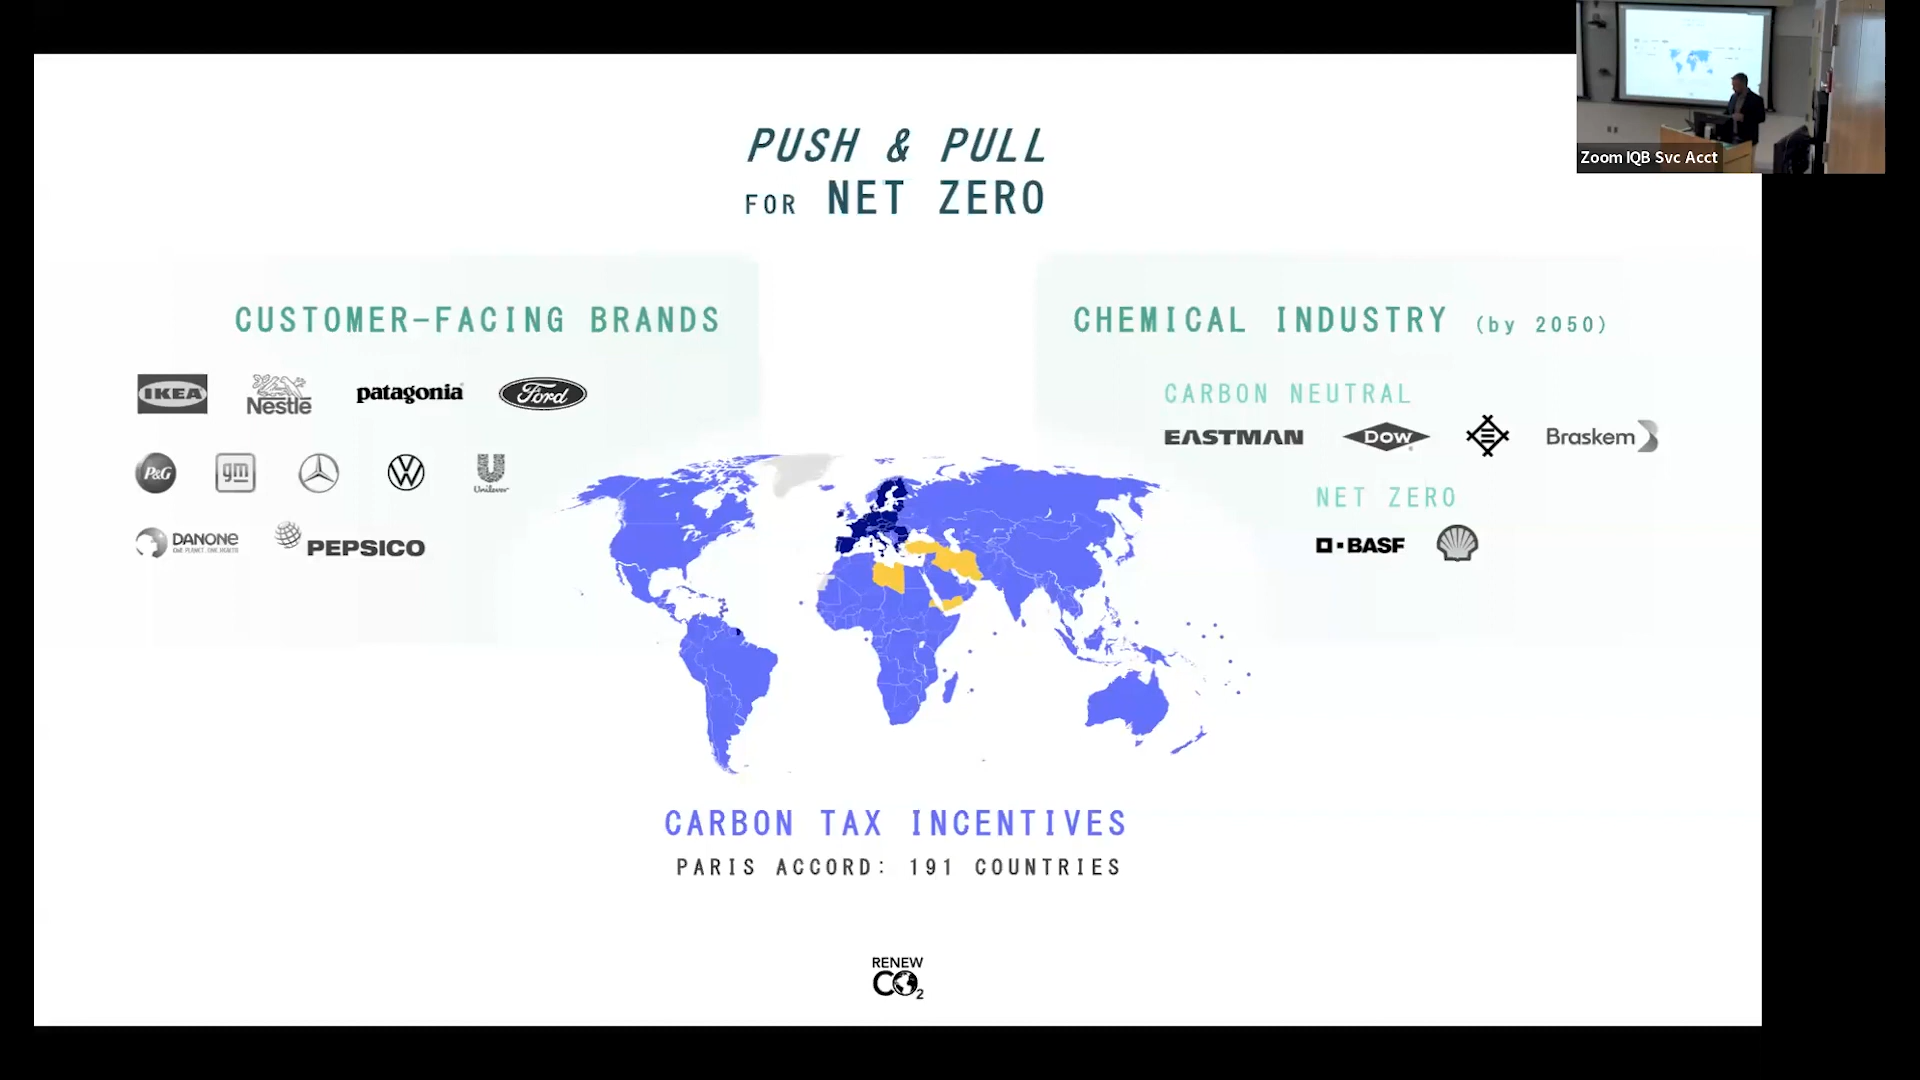 PUSH & PULL
FOR NET ZERO
Zoom IQB Svc Acct
CUSTOMER-FACING BRANDS
IKEA
Nestlé
patagonia
Ford
P&G
gm
VW
Unilever
DANONE
ONE PLANET. ONE HEALTH
PEPSICO
CHEMICAL INDUSTRY (by 2050)
CARBON NEUTRAL
EASTMAN
DOW
Braskem
NET ZERO
BASF
CARBON TAX INCENTIVES
PARIS ACCORD: 191 COUNTRIES
RENEW
CO2